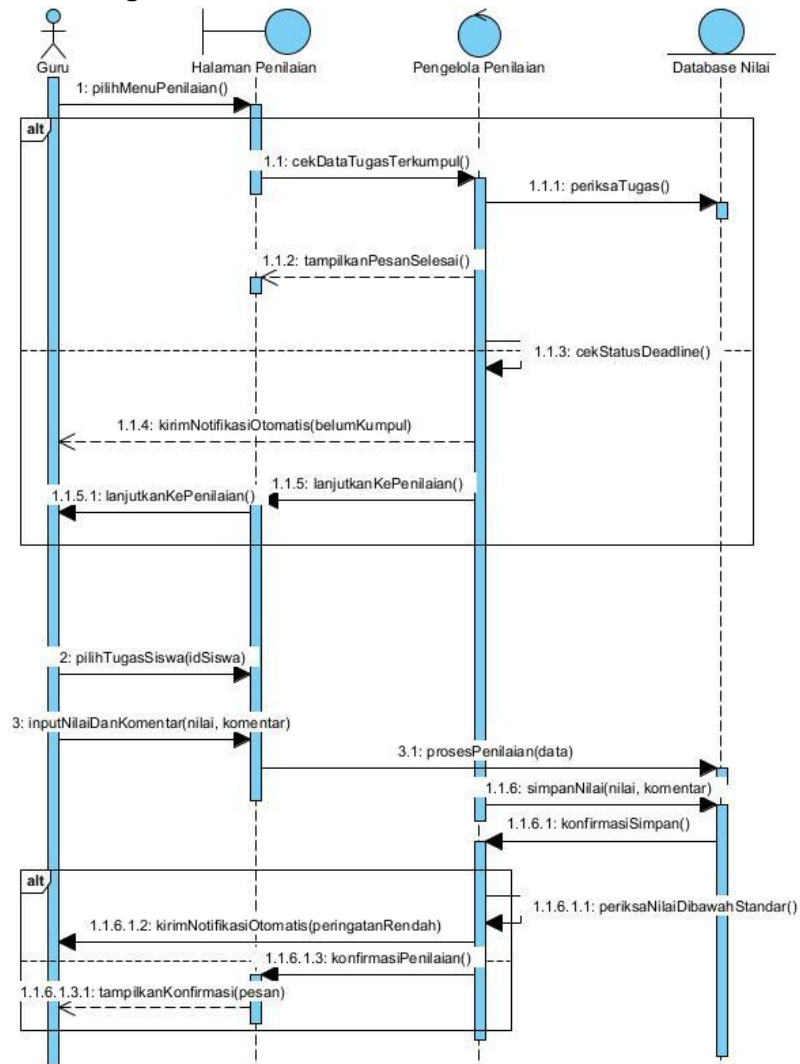 Guru
Halaman Penilaian
Pengelola Penilaian
Database Nilai
1: pilihMenuPenilaian()
alt
1.1: cekDataTugasTerkumpul()
1.1.1: periksaTugas()
1.1.2: tampilkanPesanSelesai()
1.1.3: cekStatusDeadline()
1.1.4: kirimNotifikasiOtomatis(belumKumpul)
1.1.5: lanjutkanKePenilaian()
1.1.5.1: lanjutkanKePenilaian()
2: pilihTugasSiswa(idSiswa)
3: inputNilaiDanKomentar(nilai, komentar)
3.1: prosesPenilaian(data)
1.1.6: simpanNilai(nilai, komentar)
1.1.6.1: konfirmasiSimpan()
alt
1.1.6.1.1: periksaNilaiDibawahStandar()
1.1.6.1.2: kirimNotifikasiOtomatis(peringatanRendah)
1.1.6.1.3: konfirmasiPenilaian()
1.1.6.1.3.1: tampilkanKonfirmasi(pesan)